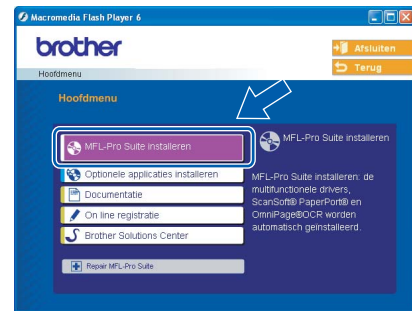 Macromedia Flash Player 6
brother
Afsluiten
Terug
Hoofdmenu
Hoofdmenu
MFL-Pro Suite installeren
Optionele applicaties installeren
Documentatie
On line registratie
Brother Solutions Center
Repair MFL-Pro Suite
MFL-Pro Suite installeren
MFL-Pro Suite installeren: de
multifunctionele drivers,
ScanSoft® PaperPort® en
OmniPage®OCR worden
automatisch geinstalleerd.